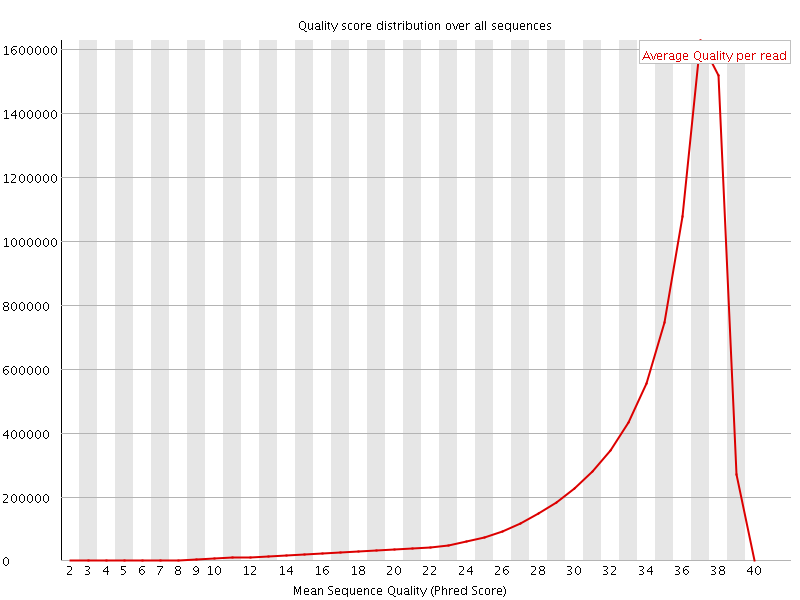 Quality score distribution over all sequences
1600000
Average Quality per read
1400000
1200000
1000000
800000
600000
400000
200000
0
2 3 4 5 6 7 8 9 10 12 14 16 18 20 22 24 26 28 30 32 34 36 38 40
Mean Sequence Quality (Phred Score)